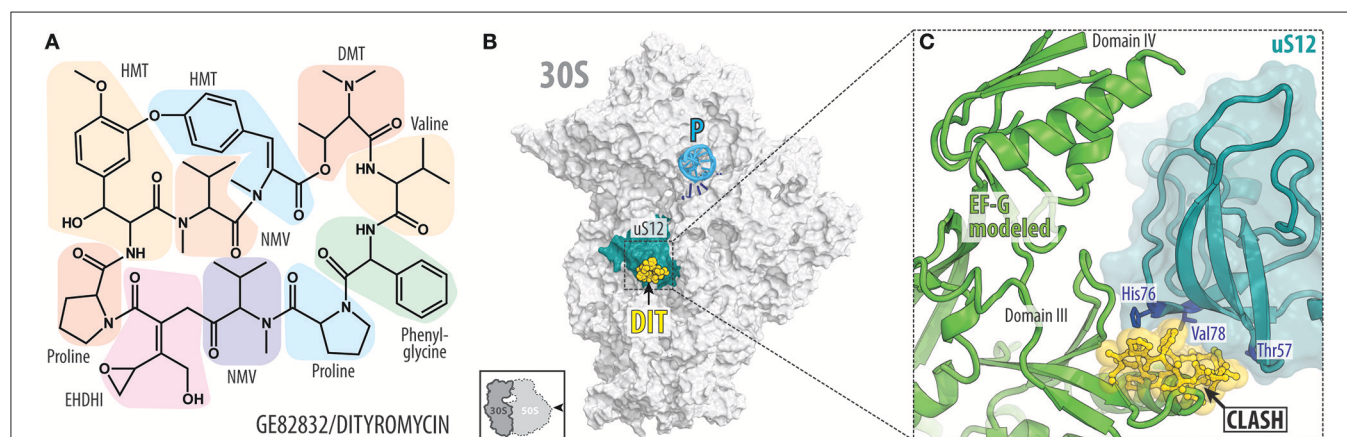 A
HMT
HMT
DMT
Valine
O
O
N
O
O
HN
N
O
O
HO
O
N
O
NMV
O
NH
NH
O
O
O
O
N
O
N
N
O
N
Phenyl-
glycine
Proline
O
OH
NMV
Proline
EHDHI
GE82832/DITYROMYCIN
B
30S
P
uS12
DIT
30S
50S
C
Domain IV
uS12
EF-G
modeled
His76
Domain III
Val78
Thr57
CLASH